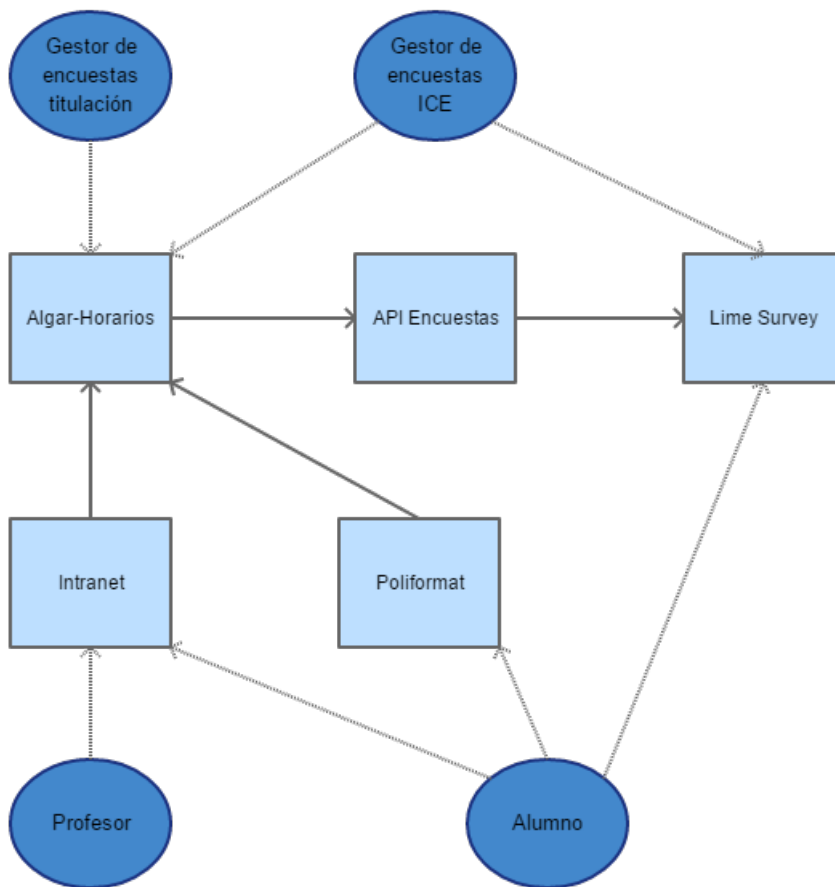 Gestor de
encuestas
titulación
Gestor de
encuestas
ICE
Algar-Horarios
API Encuestas
Lime Survey
Intranet
Poliformat
Profesor
Alumno